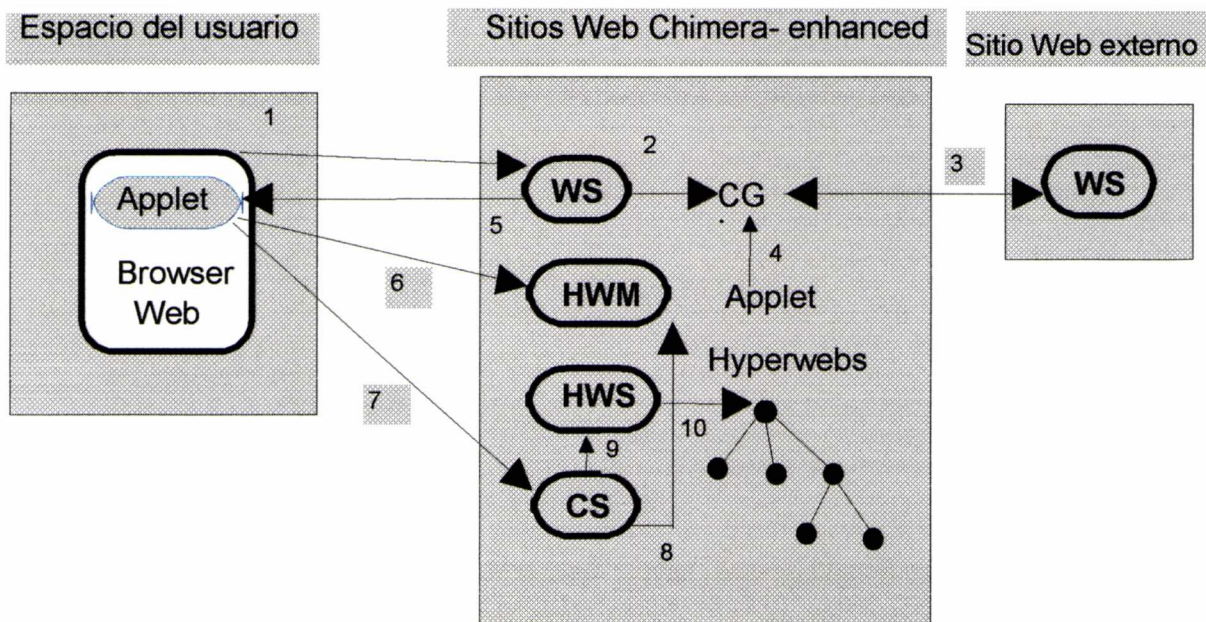 Espacio del usuario
Sitios Web Chimera- enhanced
Sitio Web externo
1
Applet
Browser
Web
5
6
7
WS
2
CG
3
WS
4
Applet
HWM
Hyperwebs
HWS
10
9
CS
8